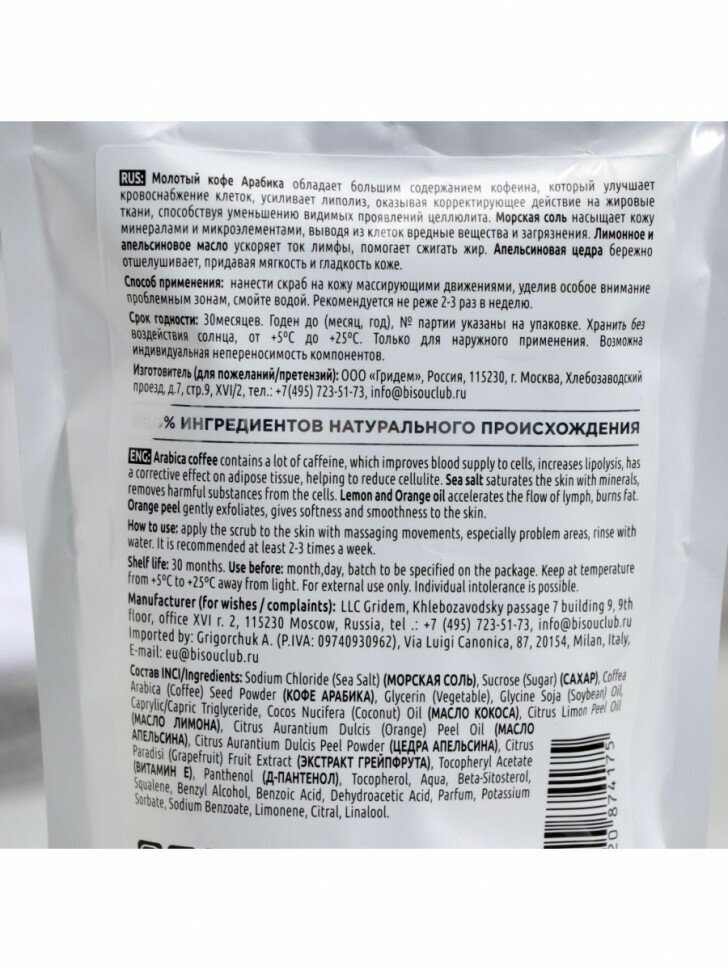 RUS: Молотый кофе Арабика обладает большим содержанием кофеина, который улучшает
кровоснабжение клеток, усиливает липолиз, оказывая корректирующее действие на жировые
ткани, способствуя уменьшению видимых проявлений целлюлита. Морская соль насыщает кожу
минералами и микроэлементами, выводя из клеток вредные вещества и загрязнения. Лимонное и
апельсиновое масло ускоряет ток лимфы, помогает сжигать жир. Апельсиновая цедра бережно
отшелушивает, придавая мягкость и гладкость коже.
Способ применения: нанести скраб на кожу массирующими движениями, уделив особое внимание
проблемным зонам, смойте водой. Рекомендуется не реже 2-3 раз в неделю.
Срок годности: 30месяцев. Годен до (месяц, год), № партии указаны на упаковке. Хранить без
воздействия солнца, от +5°C до +25°C. Только для наружного применения. Возможна
индивидуальная непереносимость компонентов.
Изготовитель (для пожеланий/претензий): ООО «Гридем», Россия, 115230, г. Москва, Хлебозаводский
проезд, д.7, стр.9, XVI/2, тел.: +7(495) 723-51-73, info@bisouclub.ru
% ИНГРЕДИЕНТОВ НАТУРАЛЬНОГО ПРОИСХОЖДЕНИЯ
ENG: Arabica coffee contains a lot of caffeine, which improves blood supply to cells, increases lipolysis, has
a corrective effect on adipose tissue, helping to reduce cellulite. Sea salt saturates the skin with minerals,
removes harmful substances from the cells. Lemon and Orange oil accelerates the flow of lymph, burns fat.
Orange peel gently exfoliates, gives softness and smoothness to the skin.
How to use: apply the scrub to the skin with massaging movements, especially problem areas, rinse with
water. It is recommended at least 2-3 times a week.
Shelf life: 30 months. Use before: month,day, batch to be specified on the package. Keep at temperature
from +5°C to +25°C away from light. For external use only. Individual intolerance is possible.
Manufacturer (for wishes / complaints): LLC Gridem, Khlebozavodsky passage 7 building 9, 9th
floor, office XVI r. 2, 115230 Moscow, Russia, tel .: +7 (495) 723-51-73, info@bisouclub.ru
Imported by: Grigorchuk A. (P.IVA: 09740930962), Via Luigi Canonica, 87, 20154, Milan, Italy,
E-mail: eu@bisouclub.ru
Состав INCI/Ingredients: Sodium Chloride (Sea Salt) (МОРСКАЯ СОЛЬ), Sucrose (Sugar) (САХАР), Coffea
Arabica (Coffee) Seed Powder (КОФЕ АРАБИКА), Glycerin (Vegetable), Glycine Soja (Soybean) Oil,
Caprylic/Capric Triglyceride, Cocos Nucifera (Coconut) Oil (МАСЛО КОКОСА), Citrus Limon Peel Oil
(МАСЛО ЛИМОНА), Citrus Aurantium Dulcis (Orange) Peel Oil (МАСЛО
АПЕЛЬСИНА), Citrus Aurantium Dulcis Peel Powder (ЦЕДРА АПЕЛЬСИНА), Citrus
Paradisi (Grapefruit) Fruit Extract (ЭКСТРАКТ ГРЕЙПФРУТА), Tocopheryl Acetate
(ВИТАМИН Е), Panthenol (Д-ПАНТЕНОЛ), Tocopherol, Aqua, Beta-Sitosterol,
Squalene, Benzyl Alcohol, Benzoic Acid, Dehydroacetic Acid, Parfum, Potassium
Sorbate, Sodium Benzoate, Limonene, Citral, Linalool.
20 874175